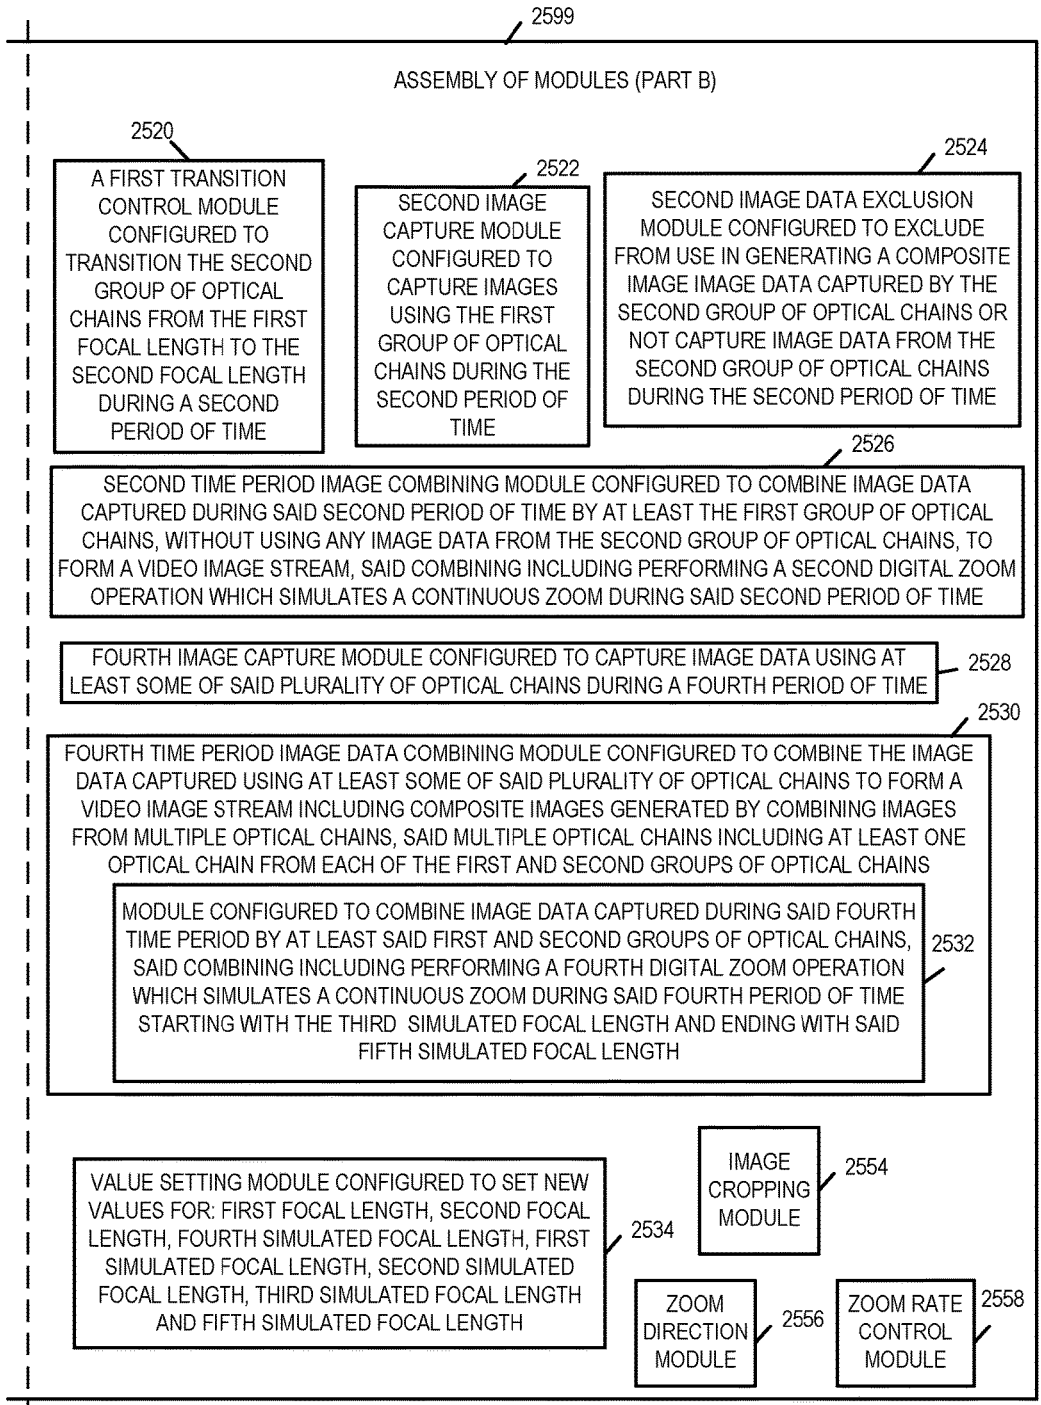 2599
ASSEMBLY OF MODULES (PART B)
2520
A FIRST TRANSITION
CONTROL MODULE
CONFIGURED TO
TRANSITION THE SECOND
GROUP OF OPTICAL
CHAINS FROM THE FIRST
FOCAL LENGTH TO THE
SECOND FOCAL LENGTH
DURING A SECOND
PERIOD OF TIME
2522
SECOND IMAGE
CAPTURE MODULE
CONFIGURED TO
CAPTURE IMAGES
USING THE FIRST
GROUP OF OPTICAL
CHAINS DURING THE
SECOND PERIOD OF
TIME
2524
SECOND IMAGE DATA EXCLUSION
MODULE CONFIGURED TO EXCLUDE
FROM USE IN GENERATING A COMPOSITE
IMAGE IMAGE DATA CAPTURED BY THE
SECOND GROUP OF OPTICAL CHAINS OR
NOT CAPTURE IMAGE DATA FROM THE
SECOND GROUP OF OPTICAL CHAINS
DURING THE SECOND PERIOD OF TIME
2526
SECOND TIME PERIOD IMAGE COMBINING MODULE CONFIGURED TO COMBINE IMAGE DATA
CAPTURED DURING SAID SECOND PERIOD OF TIME BY AT LEAST THE FIRST GROUP OF OPTICAL
CHAINS, WITHOUT USING ANY IMAGE DATA FROM THE SECOND GROUP OF OPTICAL CHAINS, TO
FORM A VIDEO IMAGE STREAM, SAID COMBINING INCLUDING PERFORMING A SECOND DIGITAL ZOOM
OPERATION WHICH SIMULATES A CONTINUOUS ZOOM DURING SAID SECOND PERIOD OF TIME
FOURTH IMAGE CAPTURE MODULE CONFIGURED TO CAPTURE IMAGE DATA USING AT
LEAST SOME OF SAID PLURALITY OF OPTICAL CHAINS DURING A FOURTH PERIOD OF TIME
2528
2530
FOURTH TIME PERIOD IMAGE DATA COMBINING MODULE CONFIGURED TO COMBINE THE IMAGE
DATA CAPTURED USING AT LEAST SOME OF SAID PLURALITY OF OPTICAL CHAINS TO FORM A
VIDEO IMAGE STREAM INCLUDING COMPOSITE IMAGES GENERATED BY COMBINING IMAGES
FROM MULTIPLE OPTICAL CHAINS, SAID MULTIPLE OPTICAL CHAINS INCLUDING AT LEAST ONE
OPTICAL CHAIN FROM EACH OF THE FIRST AND SECOND GROUPS OF OPTICAL CHAINS
MODULE CONFIGURED TO COMBINE IMAGE DATA CAPTURED DURING SAID FOURTH
TIME PERIOD BY AT LEAST SAID FIRST AND SECOND GROUPS OF OPTICAL CHAINS,
SAID COMBINING INCLUDING PERFORMING A FOURTH DIGITAL ZOOM OPERATION
WHICH SIMULATES A CONTINUOUS ZOOM DURING SAID FOURTH PERIOD OF TIME
STARTING WITH THE THIRD SIMULATED FOCAL LENGTH AND ENDING WITH SAID
FIFTH SIMULATED FOCAL LENGTH
2532
VALUE SETTING MODULE CONFIGURED TO SET NEW
VALUES FOR: FIRST FOCAL LENGTH, SECOND FOCAL
LENGTH, FOURTH SIMULATED FOCAL LENGTH, FIRST
SIMULATED FOCAL LENGTH, SECOND SIMULATED
FOCAL LENGTH, THIRD SIMULATED FOCAL LENGTH
AND FIFTH SIMULATED FOCAL LENGTH
2534
IMAGE
CROPPING
MODULE
2554
ZOOM
DIRECTION
MODULE
2556
ZOOM RATE
CONTROL
MODULE
2558